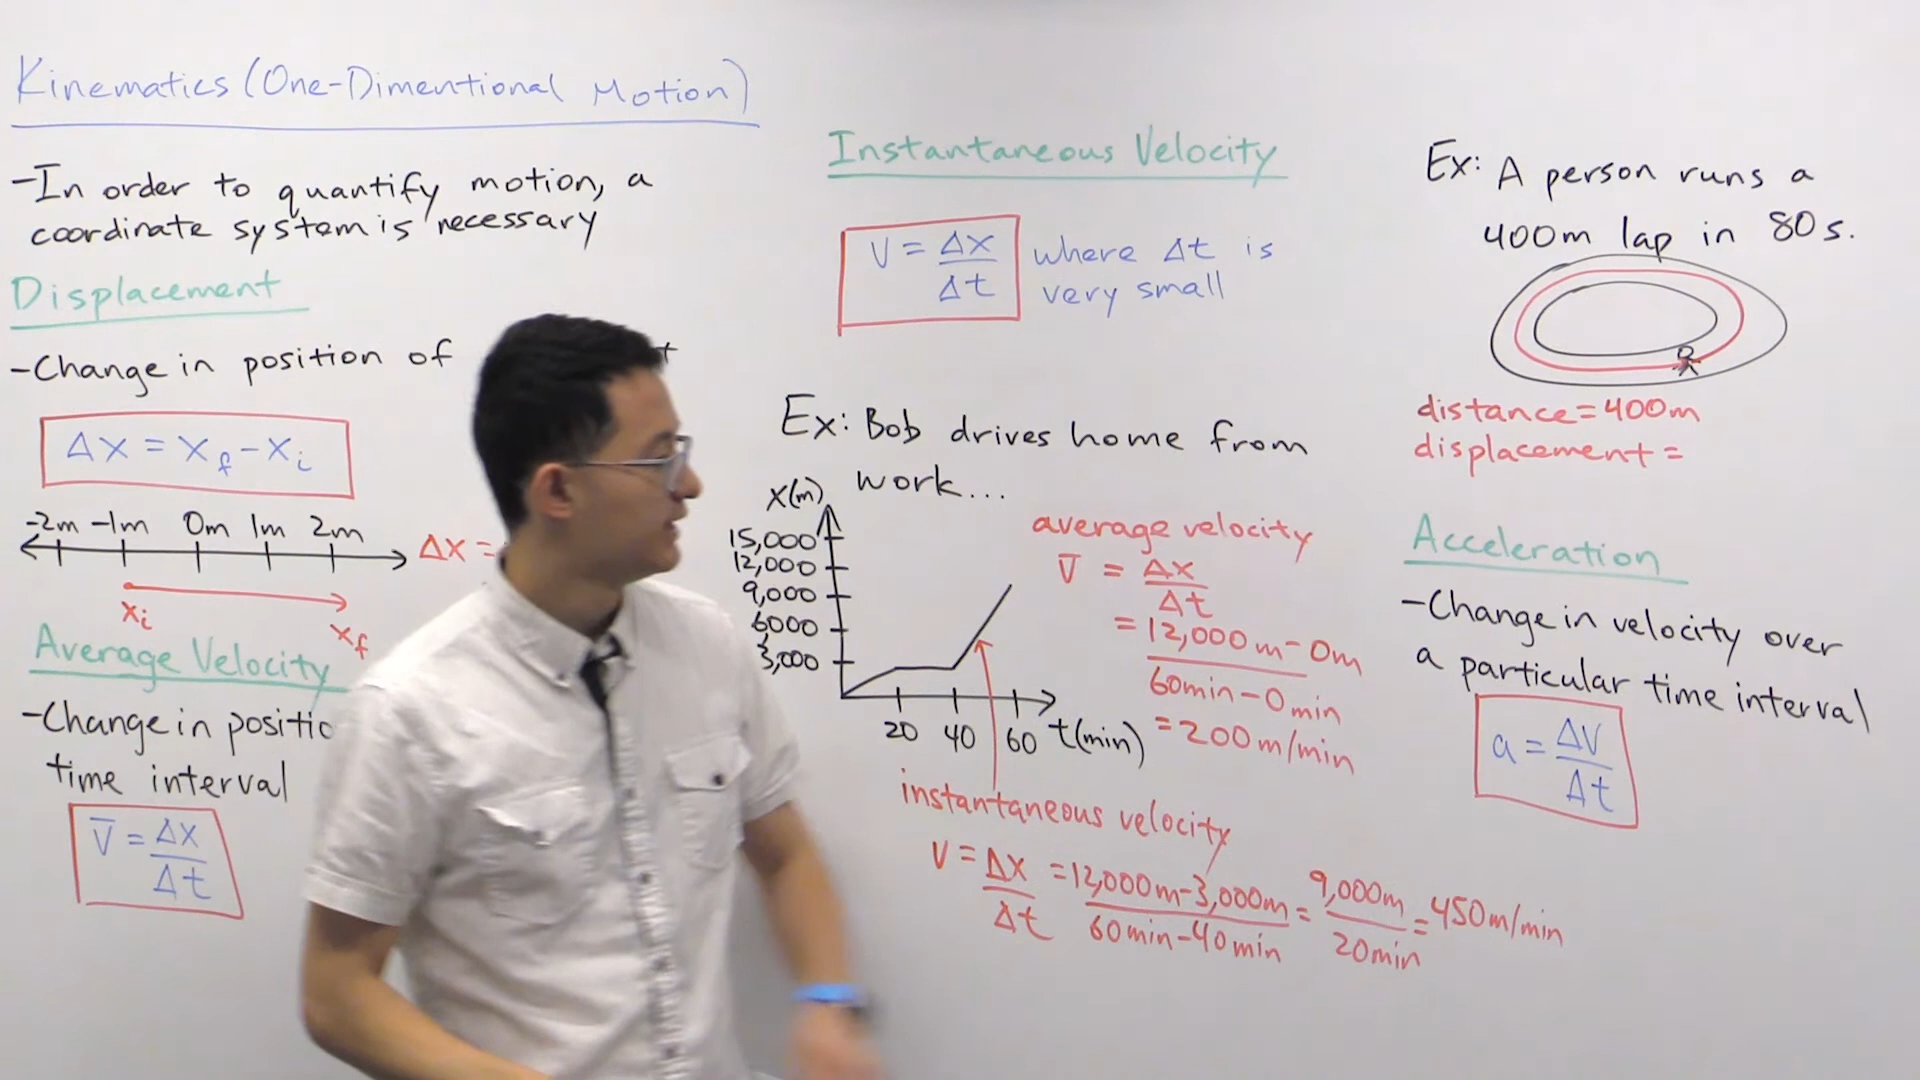 Kinematics (One-Dimentional Motion)
-In order to quantify motion, a
coordinate system is necessary
Displacement
-Change in position of
Δx = x_f - x_i
-2m -1m 0m 1m 2m
Δx =
x_i
x_f
Average Velocity
-Change in positio
time interval
v̄ = Δx
Δt
Instantaneous Velocity
v = Δx
Δt
where Δt is
very small
Ex: Bob drives home from
work...
x(m)
15,000
12,000
9,000
6000
3,000
20 40 60 t(min)
average velocity
v̄ = Δx
Δt
= 12,000m - 0m
60min - 0min
= 200m/min
instantaneous velocity
v = Δx = 12,000m - 3,000m = 9,000m = 450m/min
Δt 60min - 40min 20min
Ex: A person runs a
400m lap in 80s.
distance = 400m
displacement =
Acceleration
-Change in velocity over
a particular time interval
a = Δv
Δt